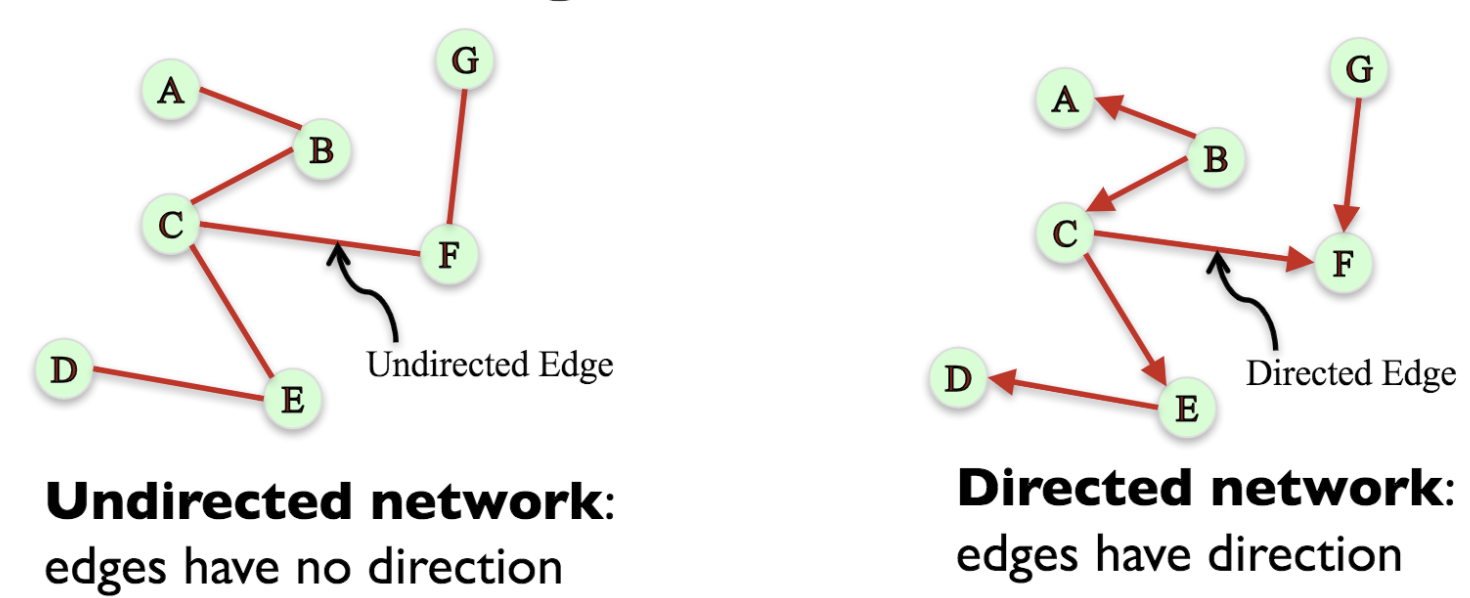 A
G
B
C
F
Undirected Edge
D
E
Undirected network:
edges have no direction
G
A
B
C
F
Directed Edge
D
E
Directed network:
edges have direction